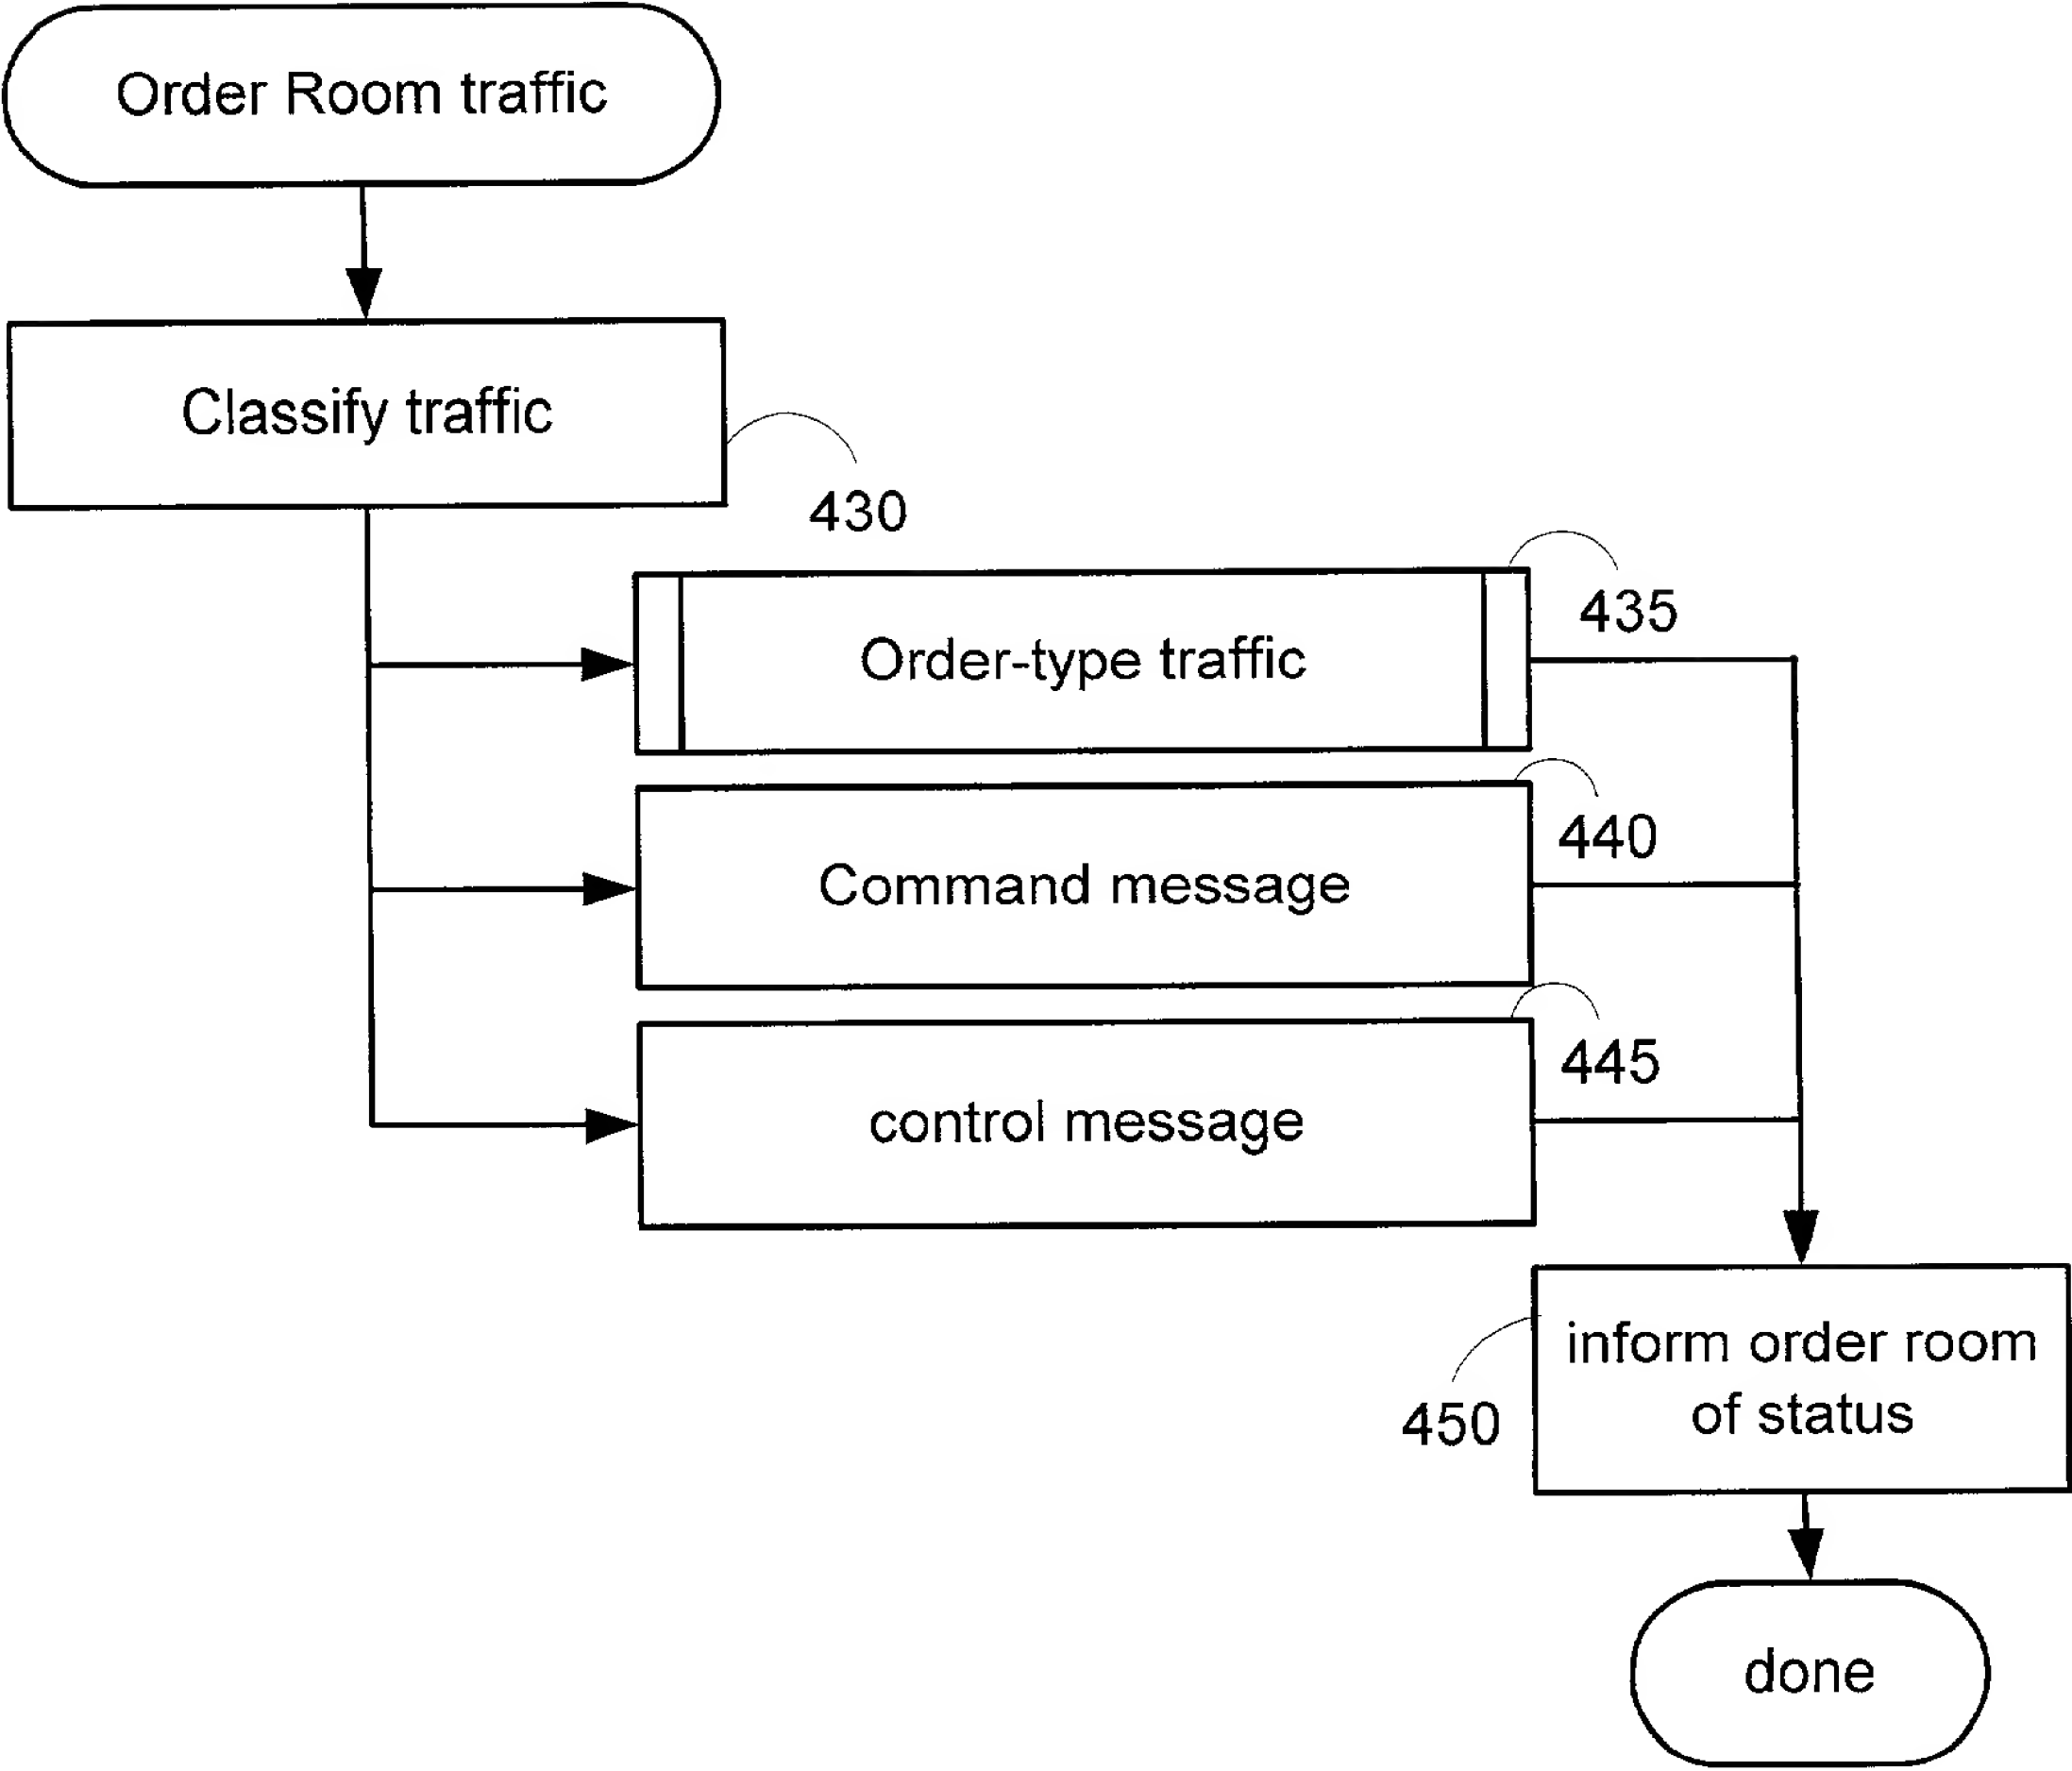 Order Room traffic
Classify traffic
430
435
Order-type traffic
440
Command message
445
control message
inform order room
of status
450
done